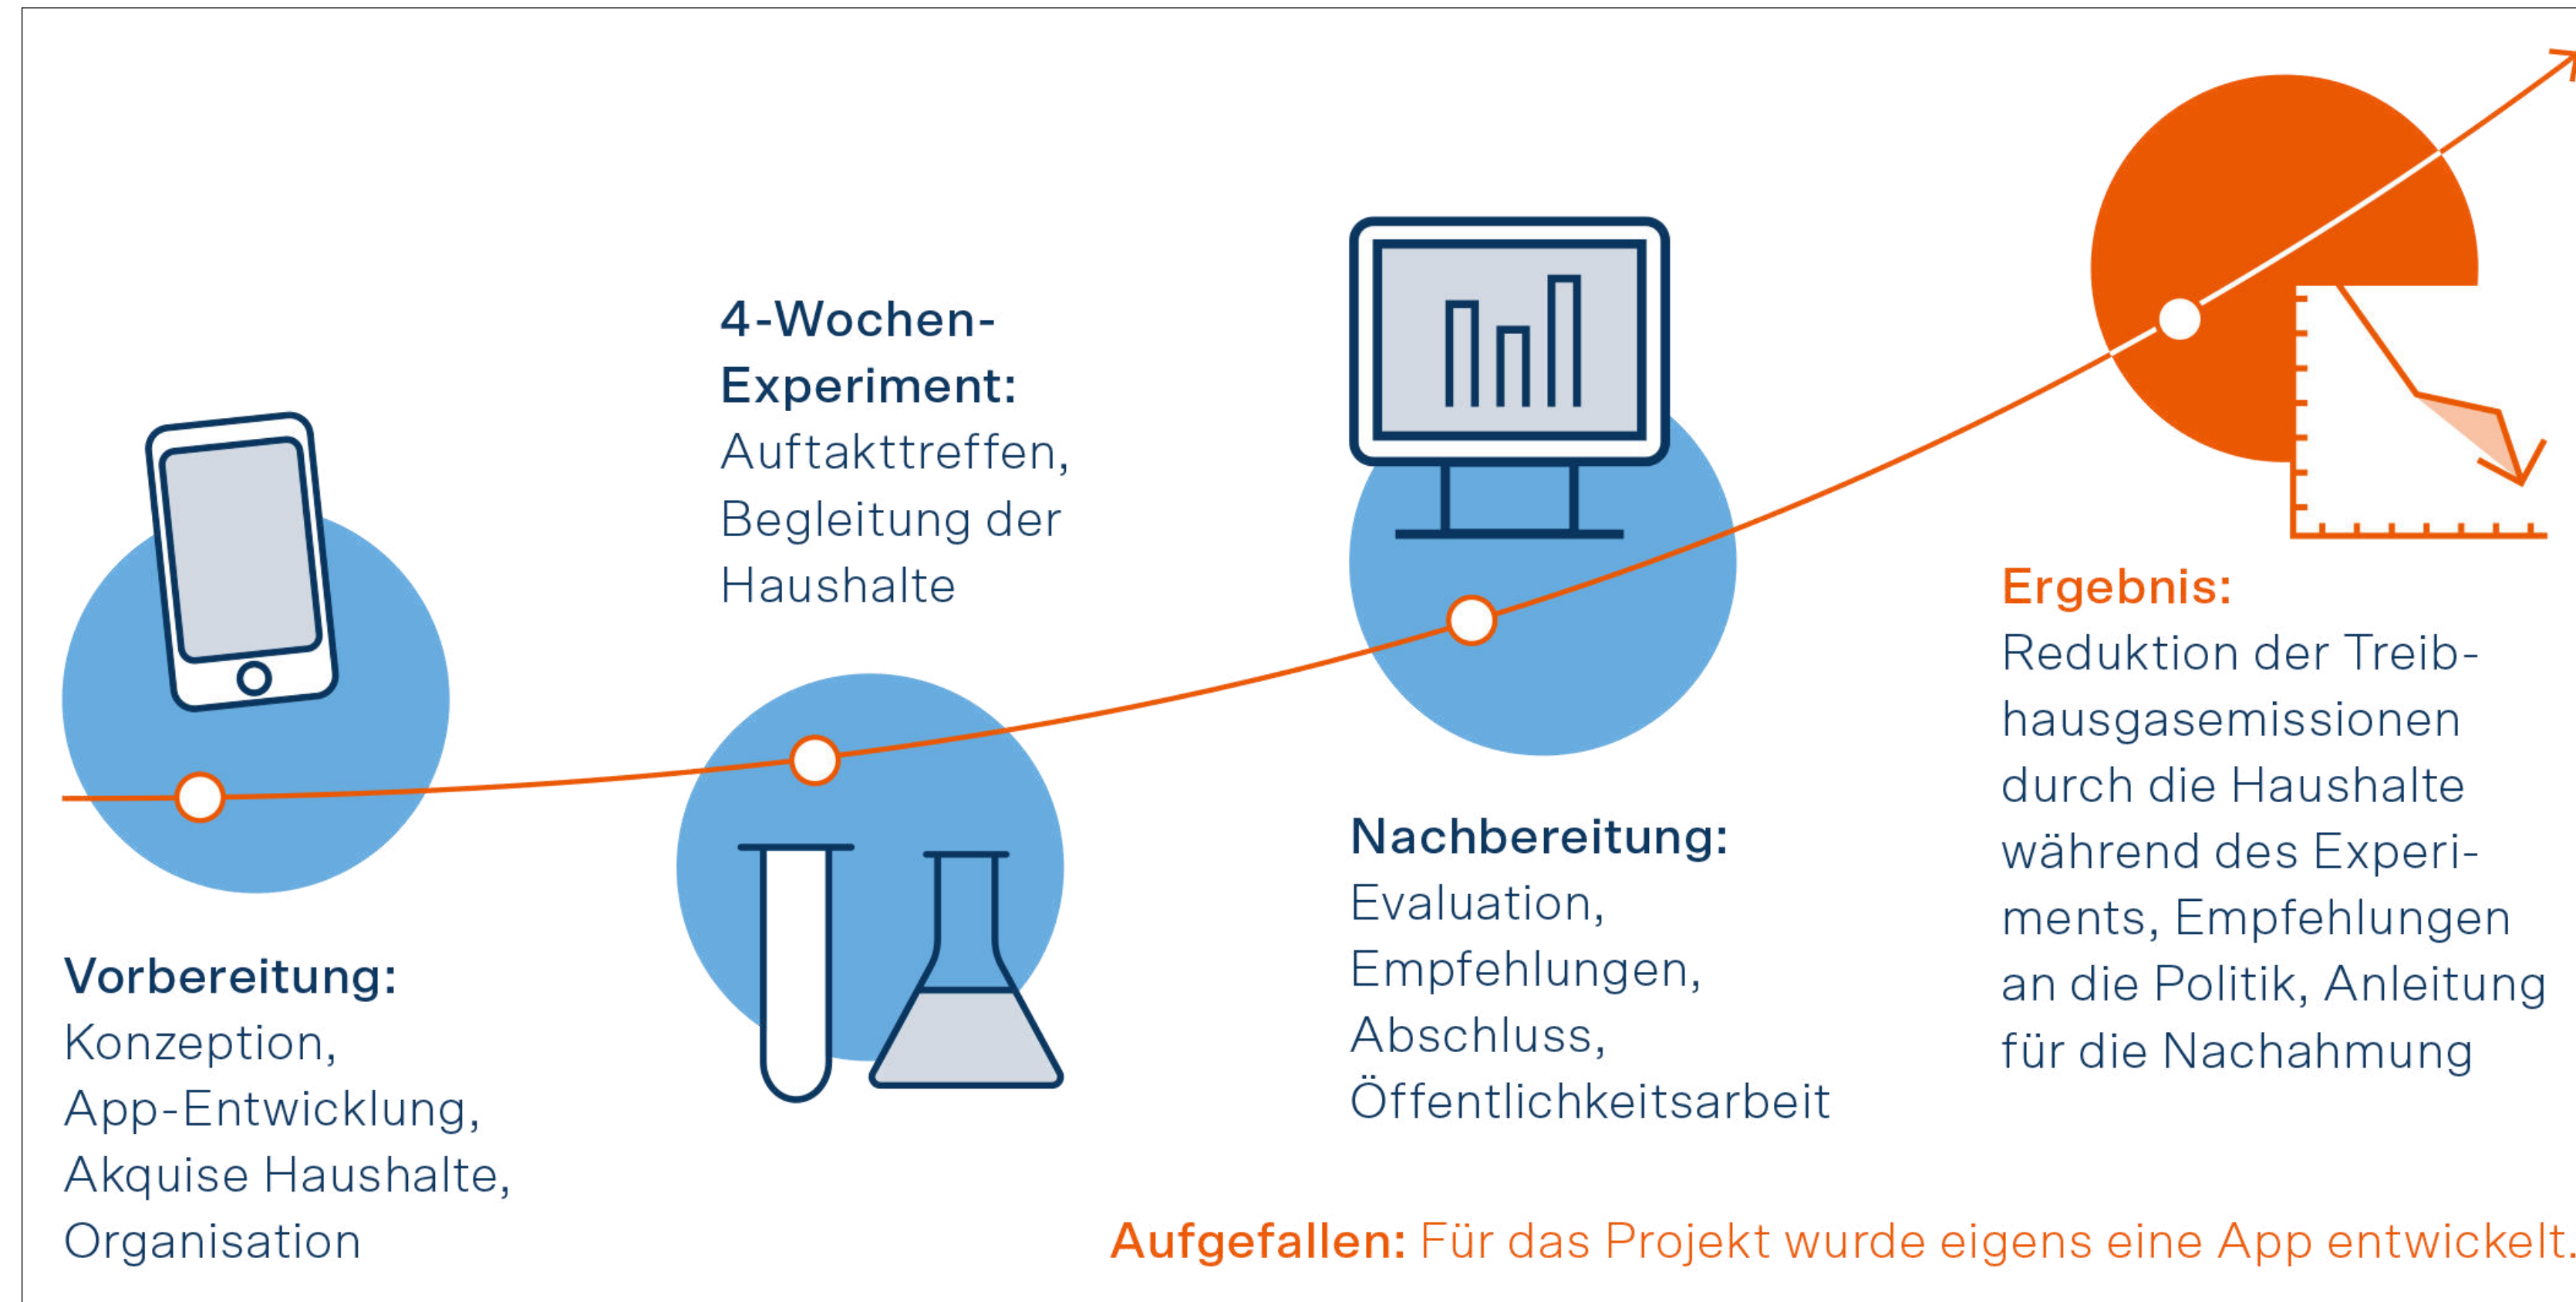 Vorbereitung:
Konzeption,
App-Entwicklung,
Akquise Haushalte,
Organisation
4-Wochen-
Experiment:
Auftakttreffen,
Begleitung der
Haushalte
Nachbereitung:
Evaluation,
Empfehlungen,
Abschluss,
Öffentlichkeitsarbeit
Ergebnis:
Reduktion der Treib-
hausgasemissionen
durch die Haushalte
während des Experi-
ments, Empfehlungen
an die Politik, Anleitung
für die Nachahmung
Aufgefallen: Für das Projekt wurde eigens eine App entwickelt.